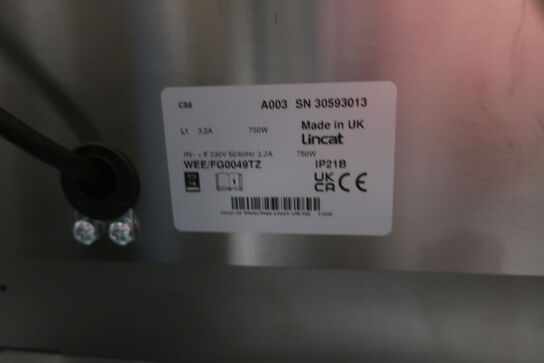 CS6 A003 SN 30593013
L1 3.2A 750W Made in UK
Lincat
1N~ + E 230V 50/60Hz 3.2A 750W
WEE/FG0049TZ IP21B
UK CA CE